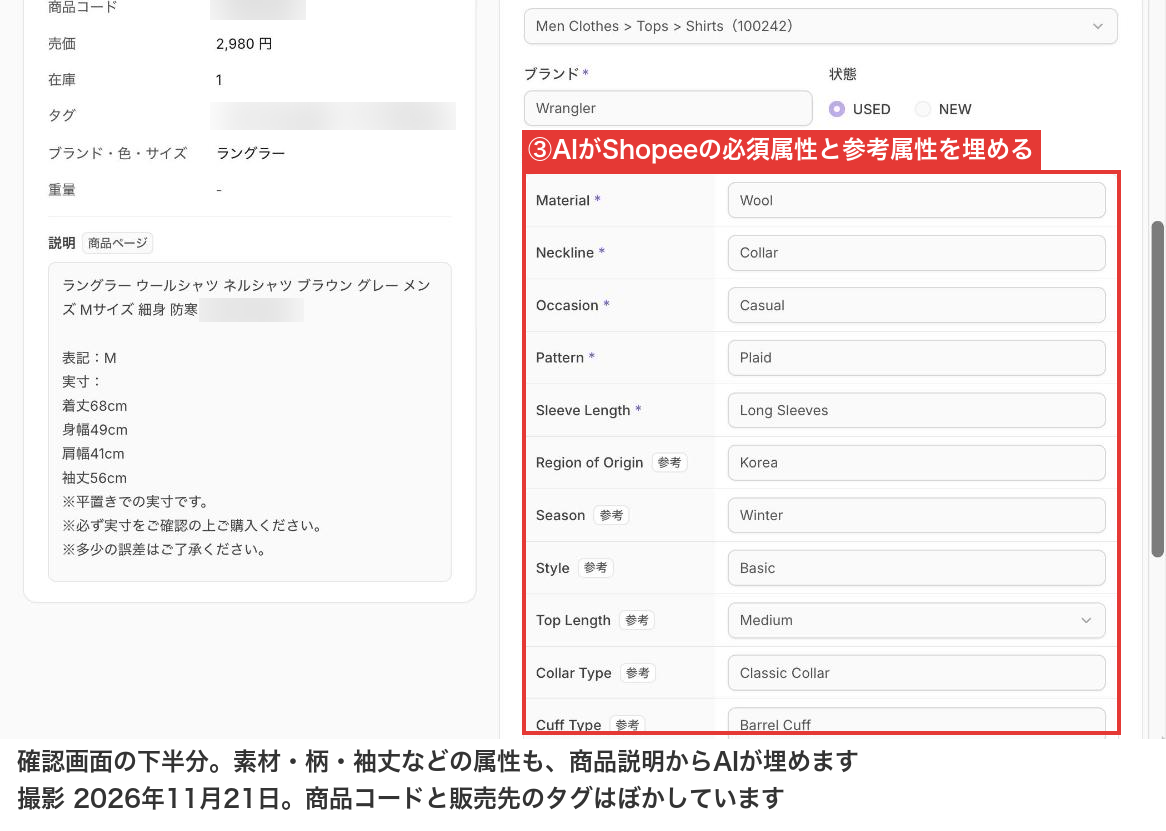 商品コード
売価 2,980 円
在庫 1
タグ
ブランド・色・サイズ ラングラー
重量 -
説明 商品ページ
ラングラー ウールシャツ ネルシャツ ブラウン グレー メン
ズ Mサイズ 細身 防寒
表記：M
実寸：
着丈68cm
身幅49cm
肩幅41cm
袖丈56cm
※平置きでの実寸です。
※必ず実寸をご確認の上ご購入ください。
※多少の誤差はご了承ください。
Men Clothes > Tops > Shirts（100242）
ブランド* 状態
Wrangler USED NEW
③AIがShopeeの必須属性と参考属性を埋める
Material * Wool
Neckline * Collar
Occasion * Casual
Pattern * Plaid
Sleeve Length * Long Sleeves
Region of Origin 参考 Korea
Season 参考 Winter
Style 参考 Basic
Top Length 参考 Medium
Collar Type 参考 Classic Collar
Cuff Type 参考 Barrel Cuff
確認画面の下半分。素材・柄・袖丈などの属性も、商品説明からAIが埋めます
撮影 2026年11月21日。商品コードと販売先のタグはぼかしています